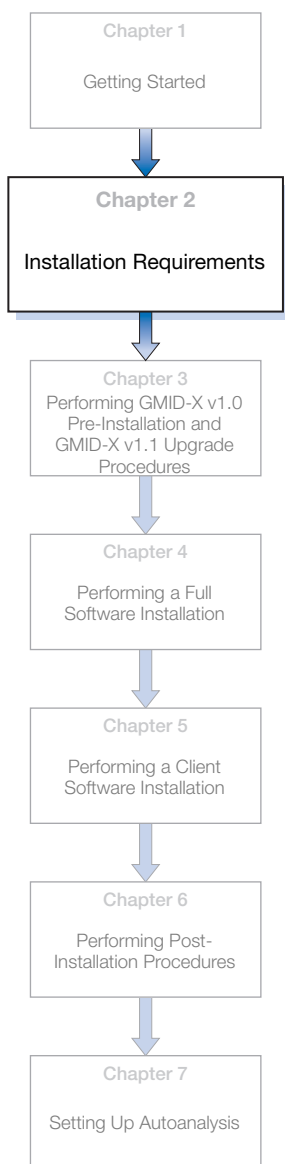 Chapter 1
Getting Started
Chapter 2
Installation Requirements
Chapter 3
Performing GMID-X v1.0
Pre-Installation and
GMID-X v1.1 Upgrade
Procedures
Chapter 4
Performing a Full
Software Installation
Chapter 5
Performing a Client
Software Installation
Chapter 6
Performing Post-
Installation Procedures
Chapter 7
Setting Up Autoanalysis